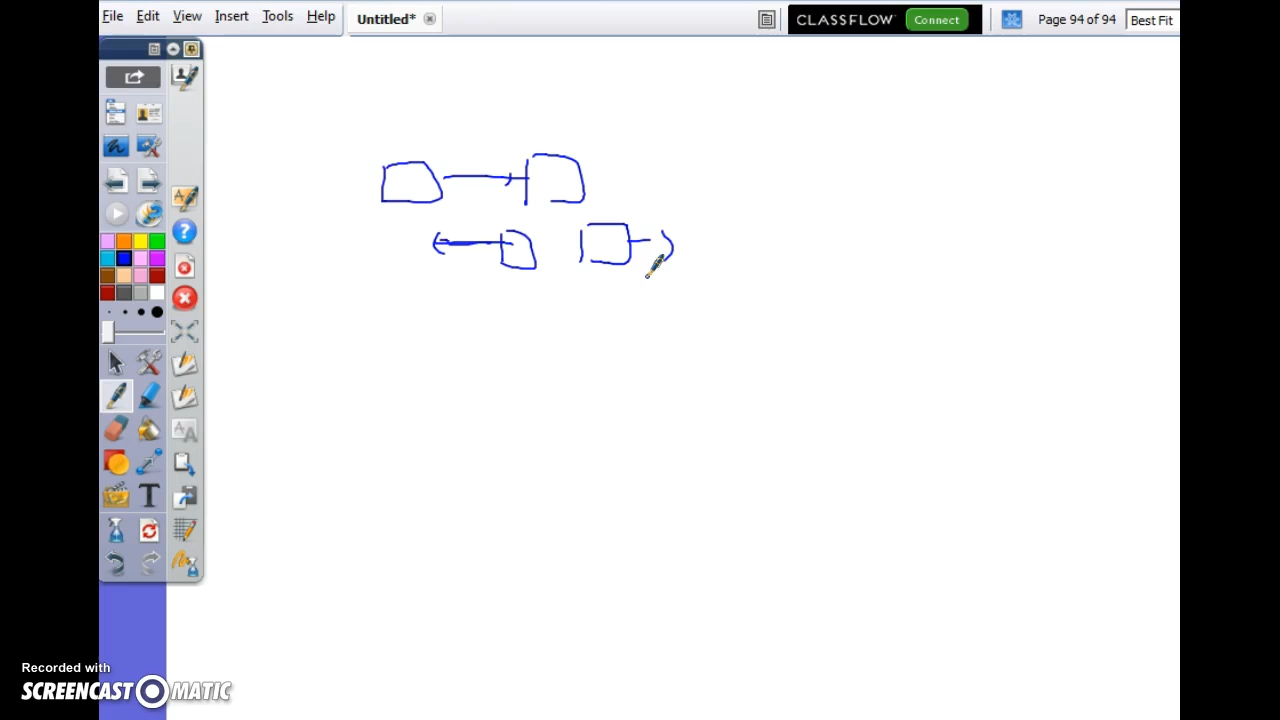 File Edit View Insert Tools Help Untitled* CLASSFLOW Connect Page 94 of 94 Best Fit
Recorded with
SCREENCAST MATIC